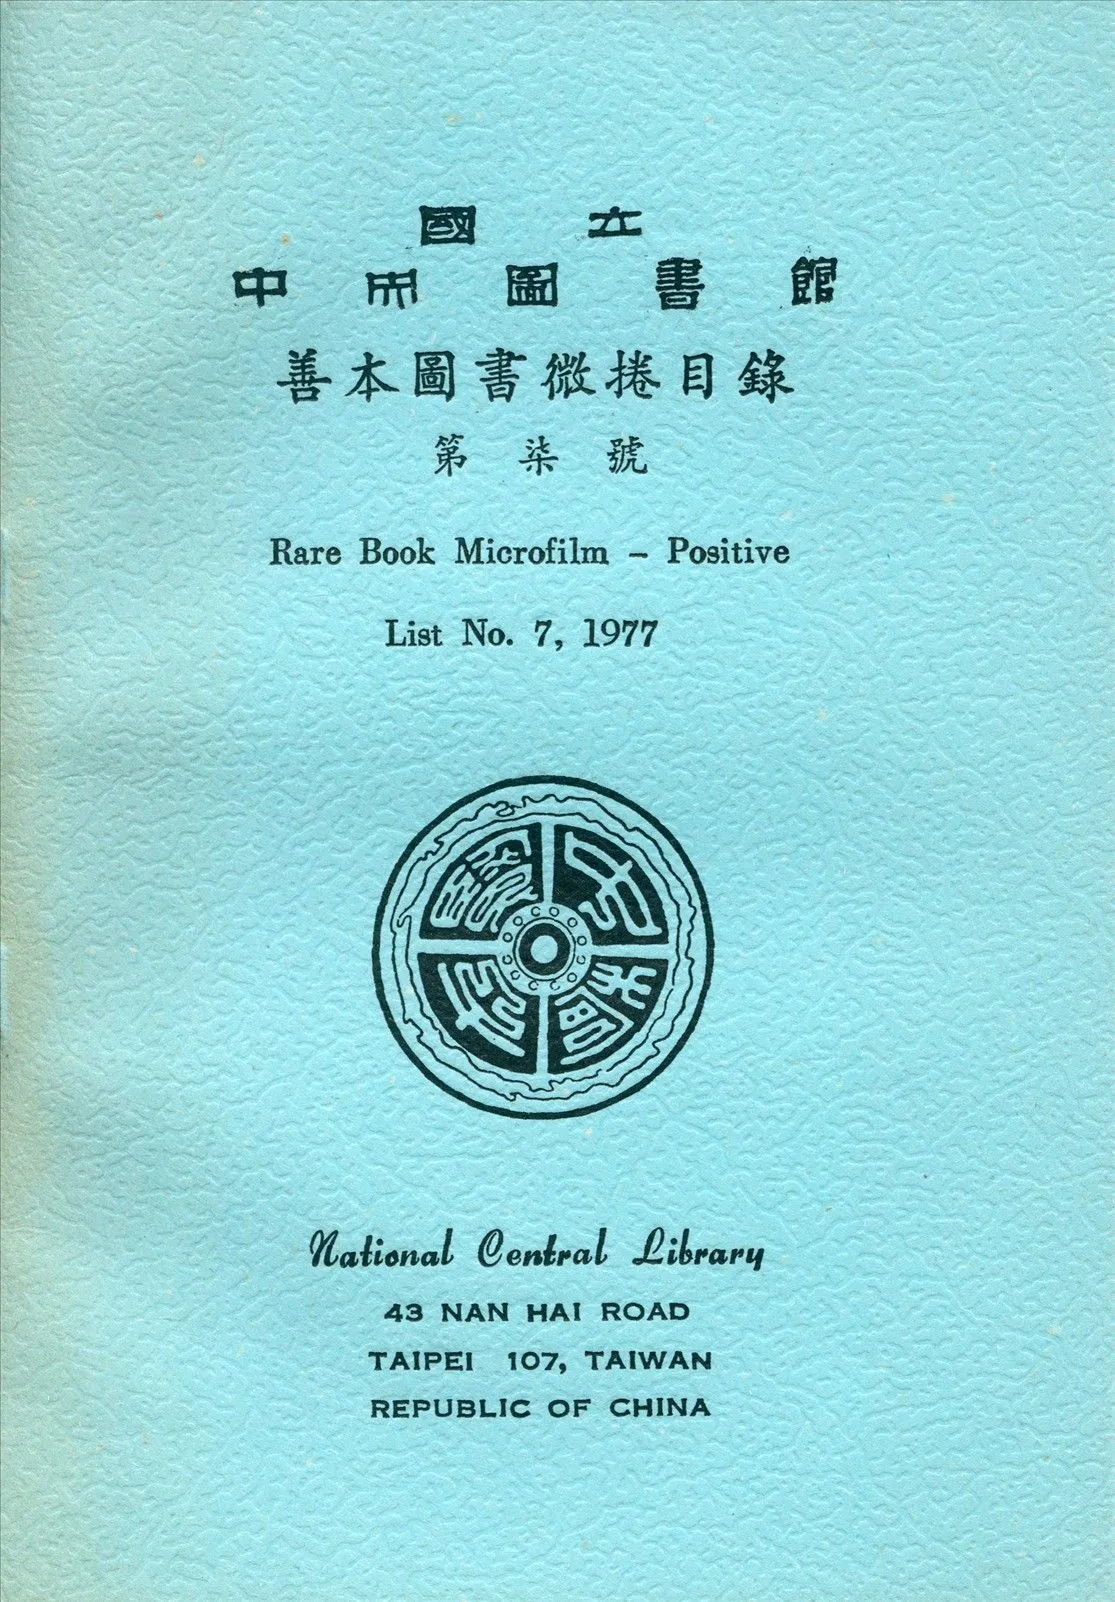 國立
中央圖書館
善本圖書微捲目錄
第柒號
Rare Book Microfilm – Positive
List No. 7, 1977
National Central Library
43 NAN HAI ROAD
TAIPEI 107, TAIWAN
REPUBLIC OF CHINA